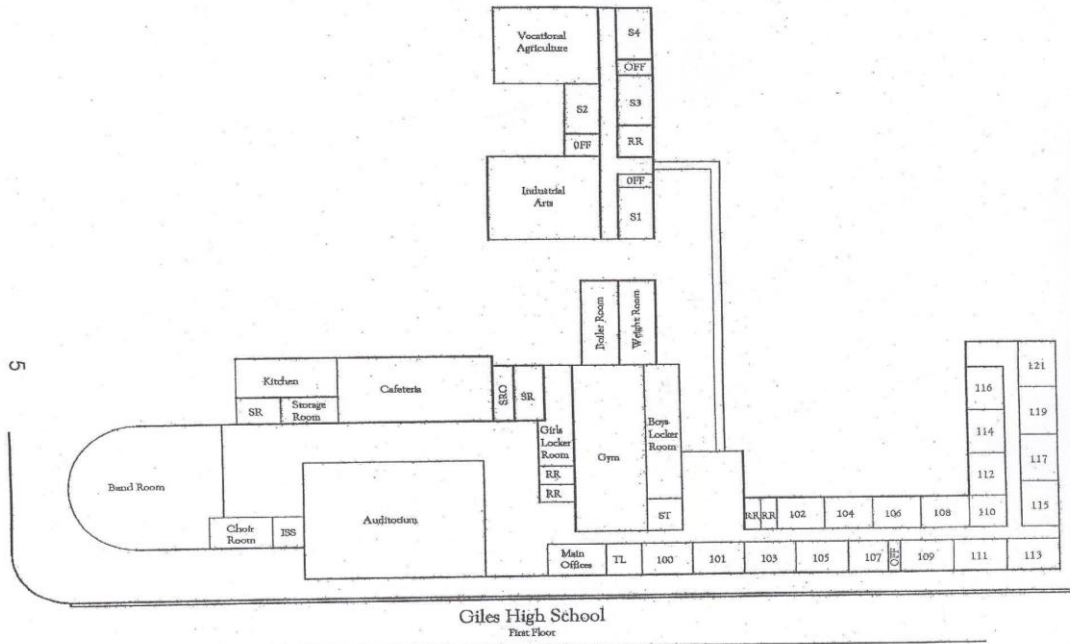 Vocational
Agriculture
S4
OFF
S2
S3
OFF
RR
Industrial
Arts
OFF
S1
Boiler Room
Weight Room
5
Kitchen
Cafeteria
SRO
SR
SR
Storage
Room
Girls
Locker
Room
RR
RR
Gym
Boys
Locker
Room
ST
Band Room
Auditorium
Choir
Room
ISS
121
116
119
114
117
112
115
RR
RR
102
104
106
108
110
Main
Offices
TL
100
101
103
105
107
OFF
109
111
113
Giles High School
First Floor